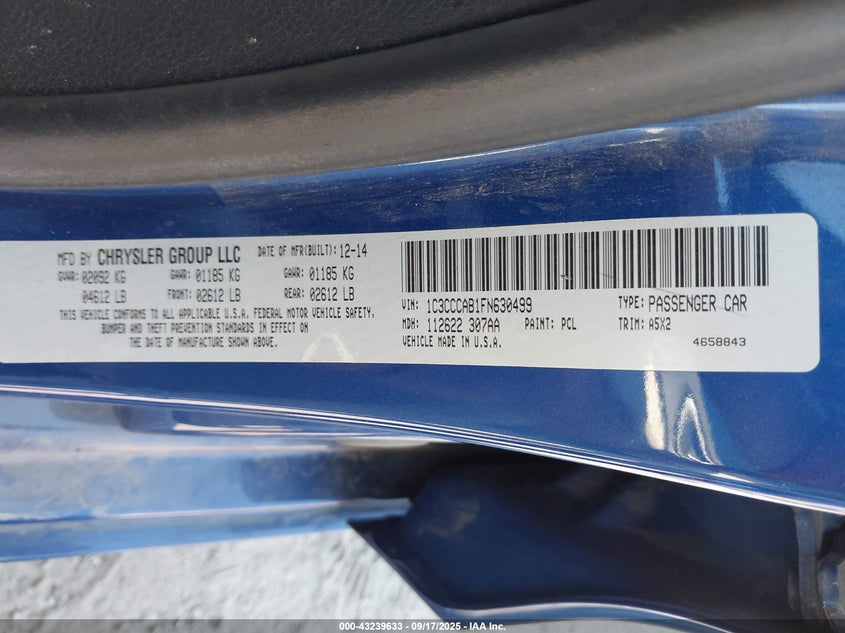 MFD BY CHRYSLER GROUP LLC DATE OF MFR(BUILT): 12-14
GVWR: 02092 KG GAWR: 01185 KG GAWR: 01185 KG
04612 LB FRONT: 02612 LB REAR: 02612 LB
THIS VEHICLE CONFORMS TO ALL APPLICABLE U.S.A. FEDERAL MOTOR VEHICLE SAFETY,
BUMPER AND THEFT PREVENTION STANDARDS IN EFFECT ON
THE DATE OF MANUFACTURE SHOWN ABOVE.
VIN: 1C3CCCAB1FN630499 TYPE: PASSENGER CAR
MDH: 112622 307AA PAINT: PCL TRIM: A5X2
VEHICLE MADE IN U.S.A. 4658843
000-43239633 - 09/17/2025 - IAA Inc.